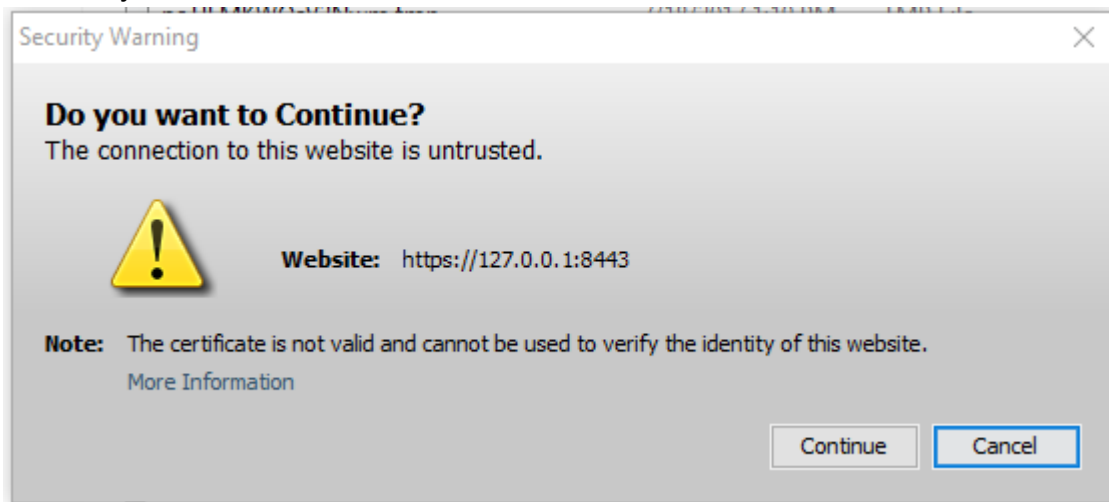 Security Warning
Do you want to Continue?
The connection to this website is untrusted.
Website: https://127.0.0.1:8443
Note: The certificate is not valid and cannot be used to verify the identity of this website.
More Information
Continue Cancel